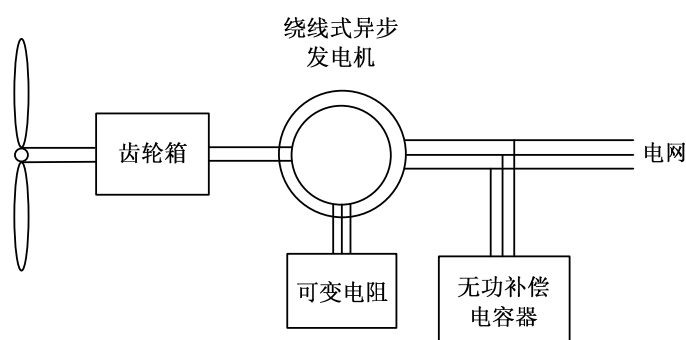 绕线式异步
发电机
齿轮箱
电网
可变电阻
无功补偿
电容器